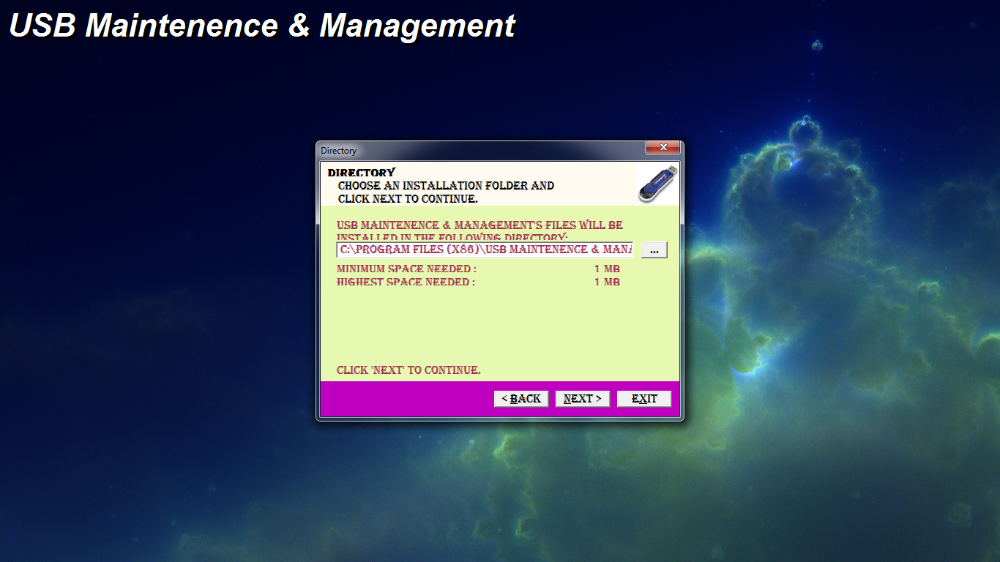 USB Maintenence & Management
Directory
DIRECTORY
CHOOSE AN INSTALLATION FOLDER AND
CLICK NEXT TO CONTINUE.
USB MAINTENENCE & MANAGEMENT'S FILES WILL BE
INSTALLED IN THE FOLLOWING DIRECTORY:
C:\PROGRAM FILES (X86)\USB MAINTENENCE & MANA
...
MINIMUM SPACE NEEDED : 1 MB
HIGHEST SPACE NEEDED : 1 MB
CLICK 'NEXT' TO CONTINUE.
< BACK NEXT > EXIT